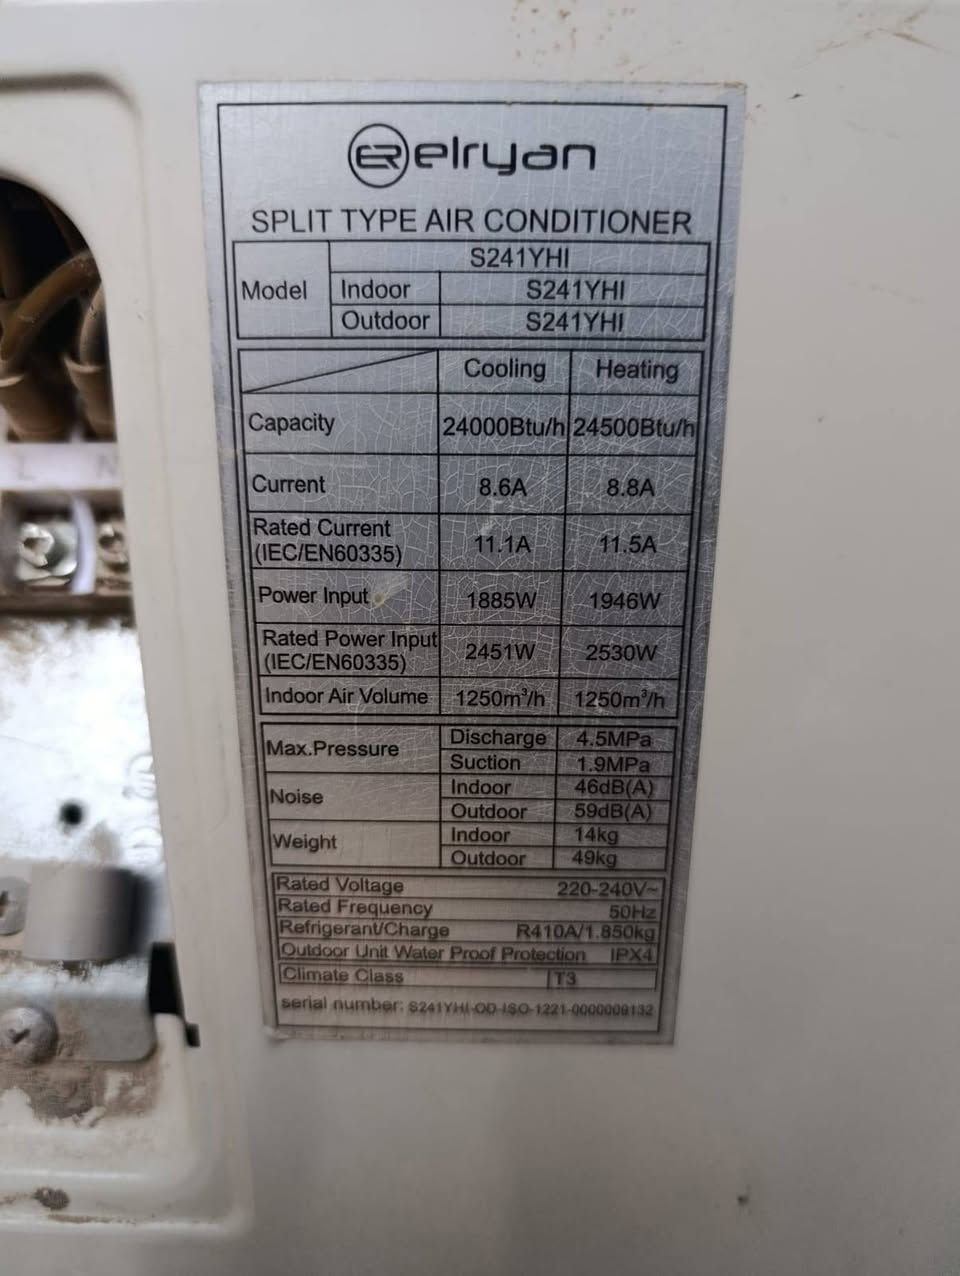 elryan
SPLIT TYPE AIR CONDITIONER
Model S241YHI
Indoor S241YHI
Outdoor S241YHI
Cooling Heating
Capacity 24000Btu/h 24500Btu/h
Current 8.6A 8.8A
Rated Current (IEC/EN60335) 11.1A 11.5A
Power Input 1885W 1946W
Rated Power Input (IEC/EN60335) 2451W 2530W
Indoor Air Volume 1250m³/h 1250m³/h
Max.Pressure Discharge 4.5MPa
Suction 1.9MPa
Noise Indoor 46dB(A)
Outdoor 59dB(A)
Weight Indoor 14kg
Outdoor 49kg
Rated Voltage 220-240V~
Rated Frequency 50Hz
Refrigerant/Charge R410A/1.850kg
Outdoor Unit Water Proof Protection IPX4
Climate Class T3
serial number: S241YHI-OD-ISO-1221-0000009132
L N